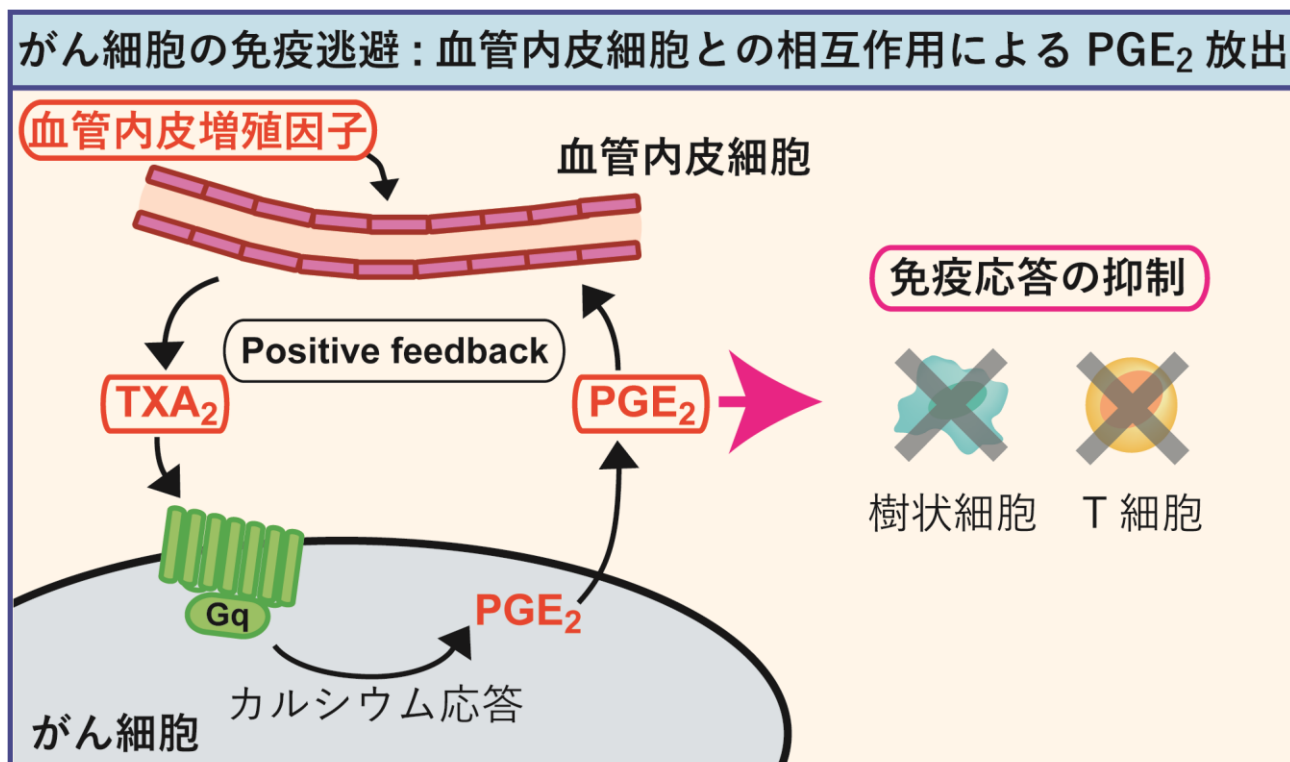 がん細胞の免疫逃避 : 血管内皮細胞との相互作用による PGE₂ 放出
血管内皮増殖因子
血管内皮細胞
免疫応答の抑制
Positive feedback
TXA₂
PGE₂
樹状細胞
T 細胞
Gq
PGE₂
カルシウム応答
がん細胞